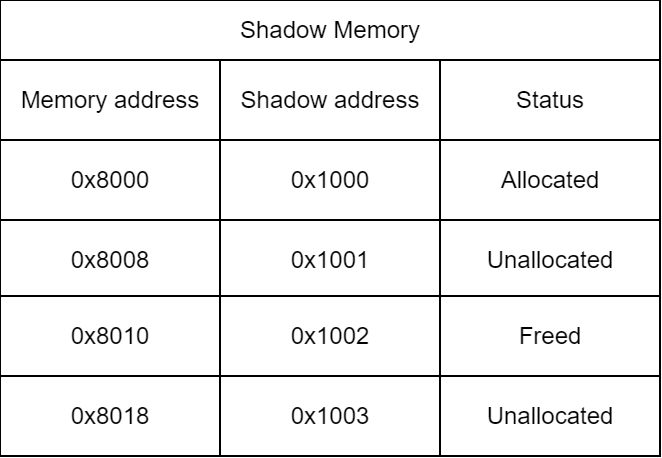 Shadow Memory
Memory address Shadow address Status
0x8000 0x1000 Allocated
0x8008 0x1001 Unallocated
0x8010 0x1002 Freed
0x8018 0x1003 Unallocated